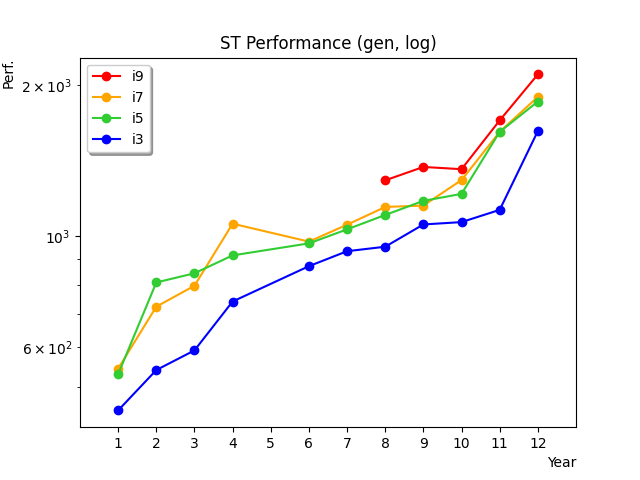 ST Performance (gen, log)
Perf.
i9
i7
i5
i3
2 × 10³
10³
6 × 10²
1 2 3 4 5 6 7 8 9 10 11 12
Year